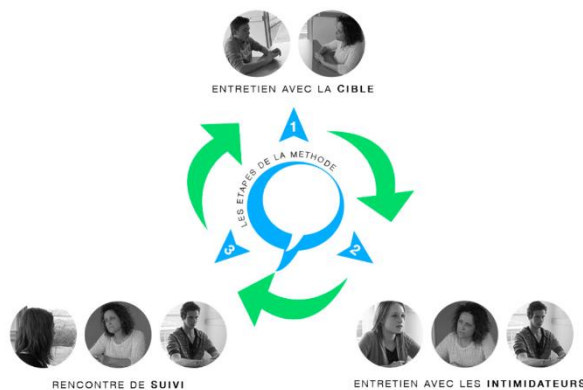 ENTRETIEN AVEC LA CIBLE
1
LES ETAPES DE LA METHODE
3
2
RENCONTRE DE SUIVI
ENTRETIEN AVEC LES INTIMIDATEURS